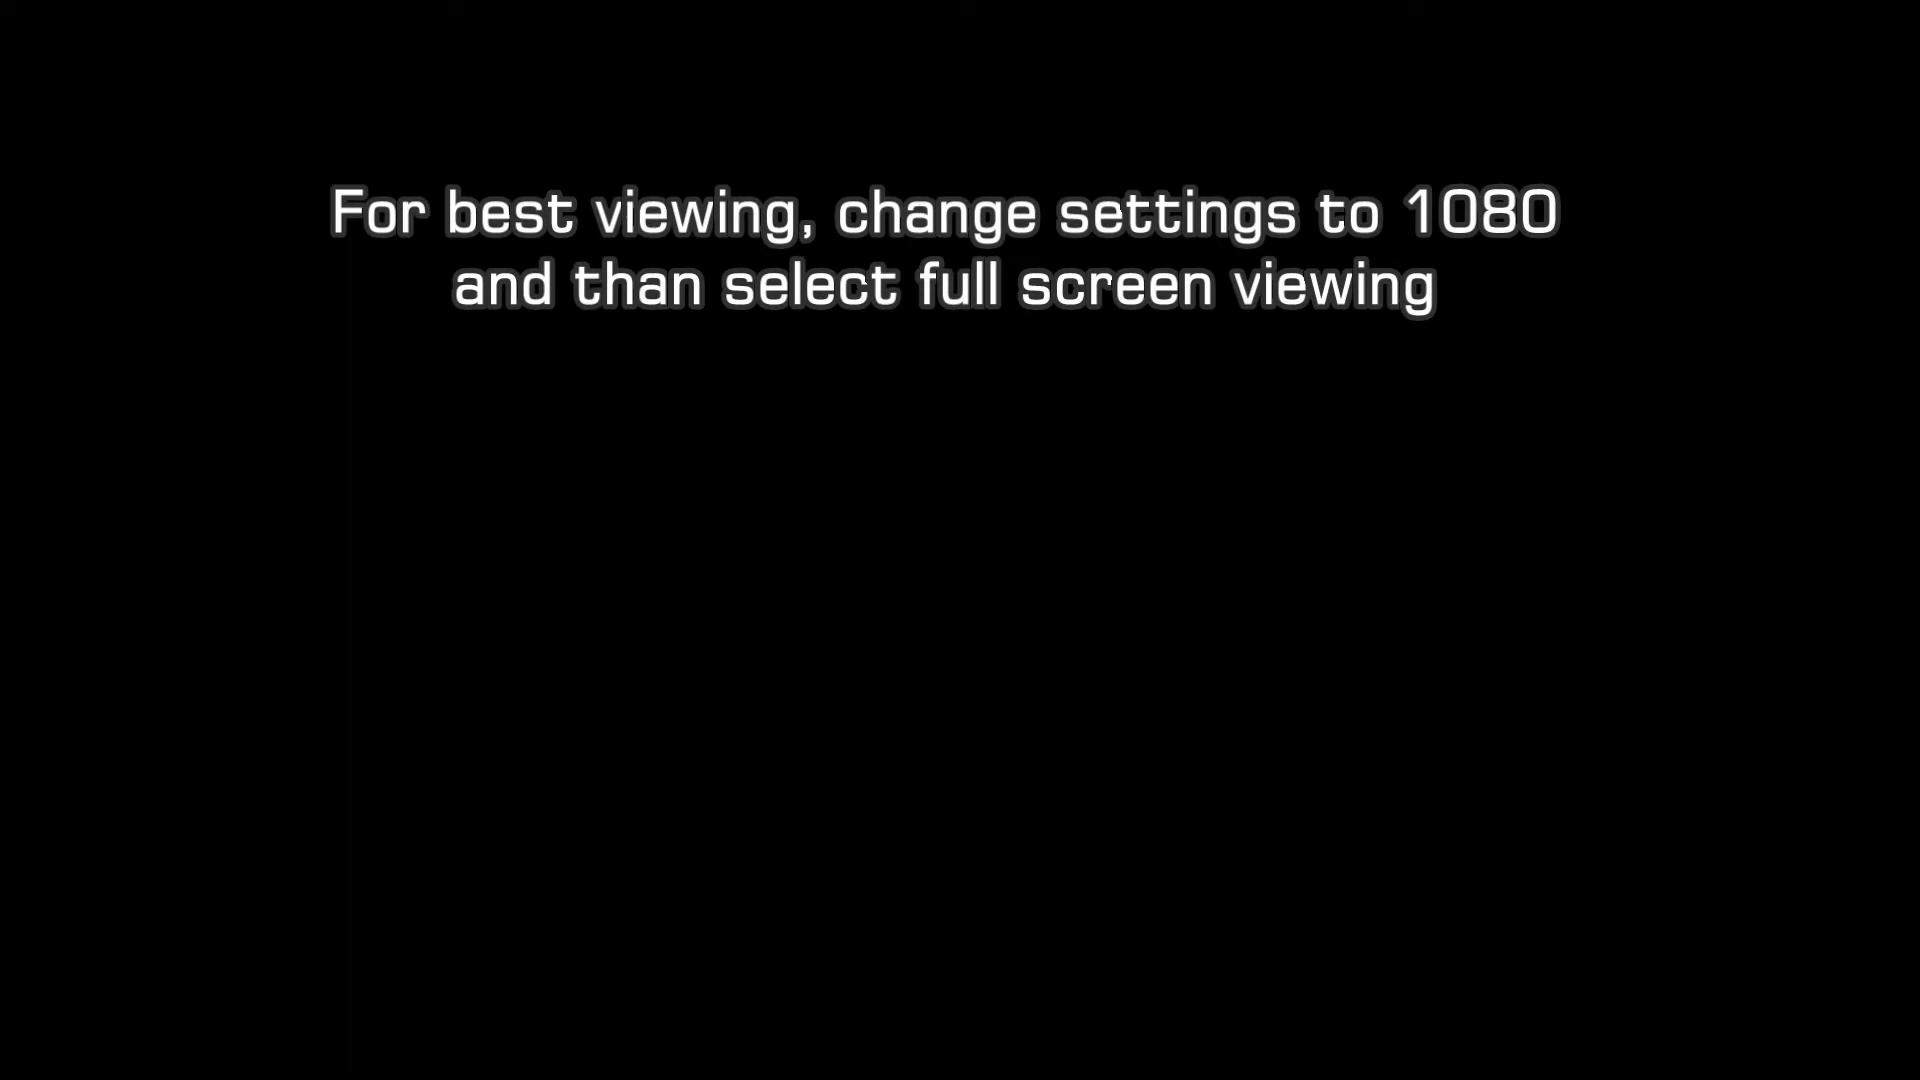 For best viewing, change settings to 1080
and than select full screen viewing